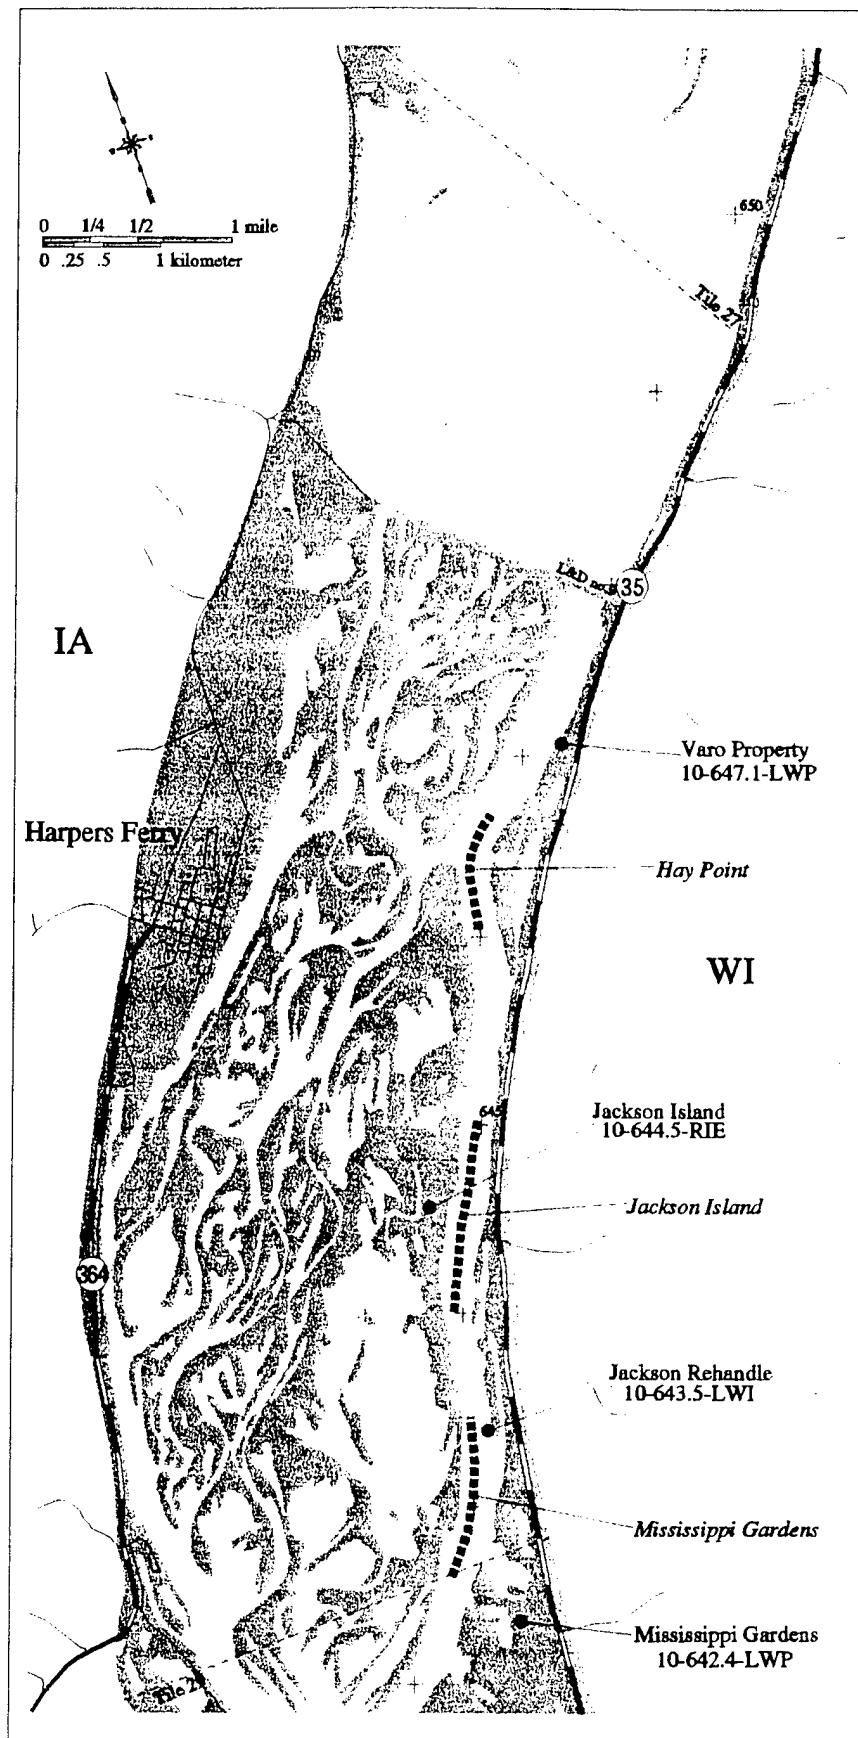 0 1/4 1/2 1 mile
0 .25 .5 1 kilometer
650
Tile 27
L&D no. 9
35
IA
Varo Property
10-647.1-LWP
Harpers Ferry
Hay Point
WI
645
Jackson Island
10-644.5-RIE
Jackson Island
364
Jackson Rehandle
10-643.5-LWI
Mississippi Gardens
Mississippi Gardens
10-642.4-LWP
Tile